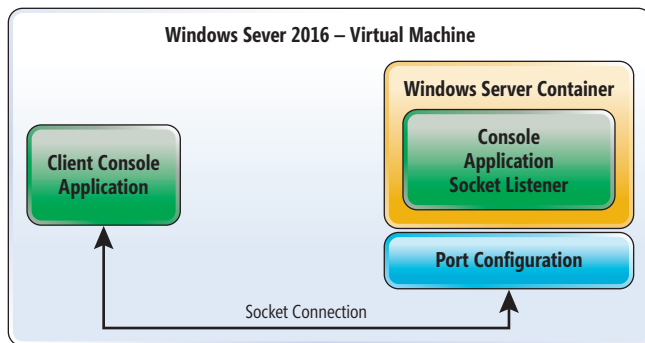 Windows Sever 2016 – Virtual Machine
Windows Server Container
Client Console
Application
Console
Application
Socket Listener
Port Configuration
Socket Connection